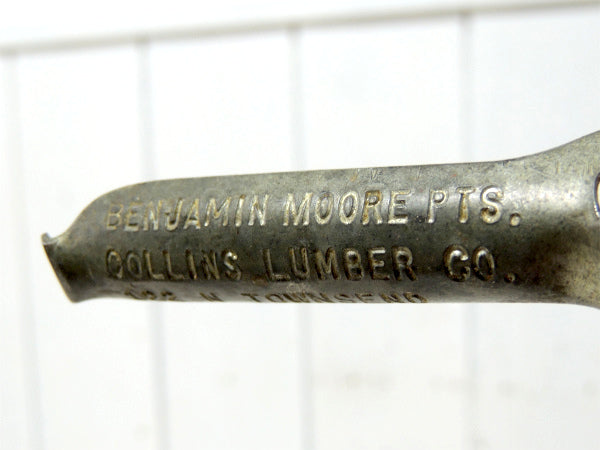 BENJAMIN MOORE PTS.
COLLINS LUMBER CO.
N. TOWNSEND